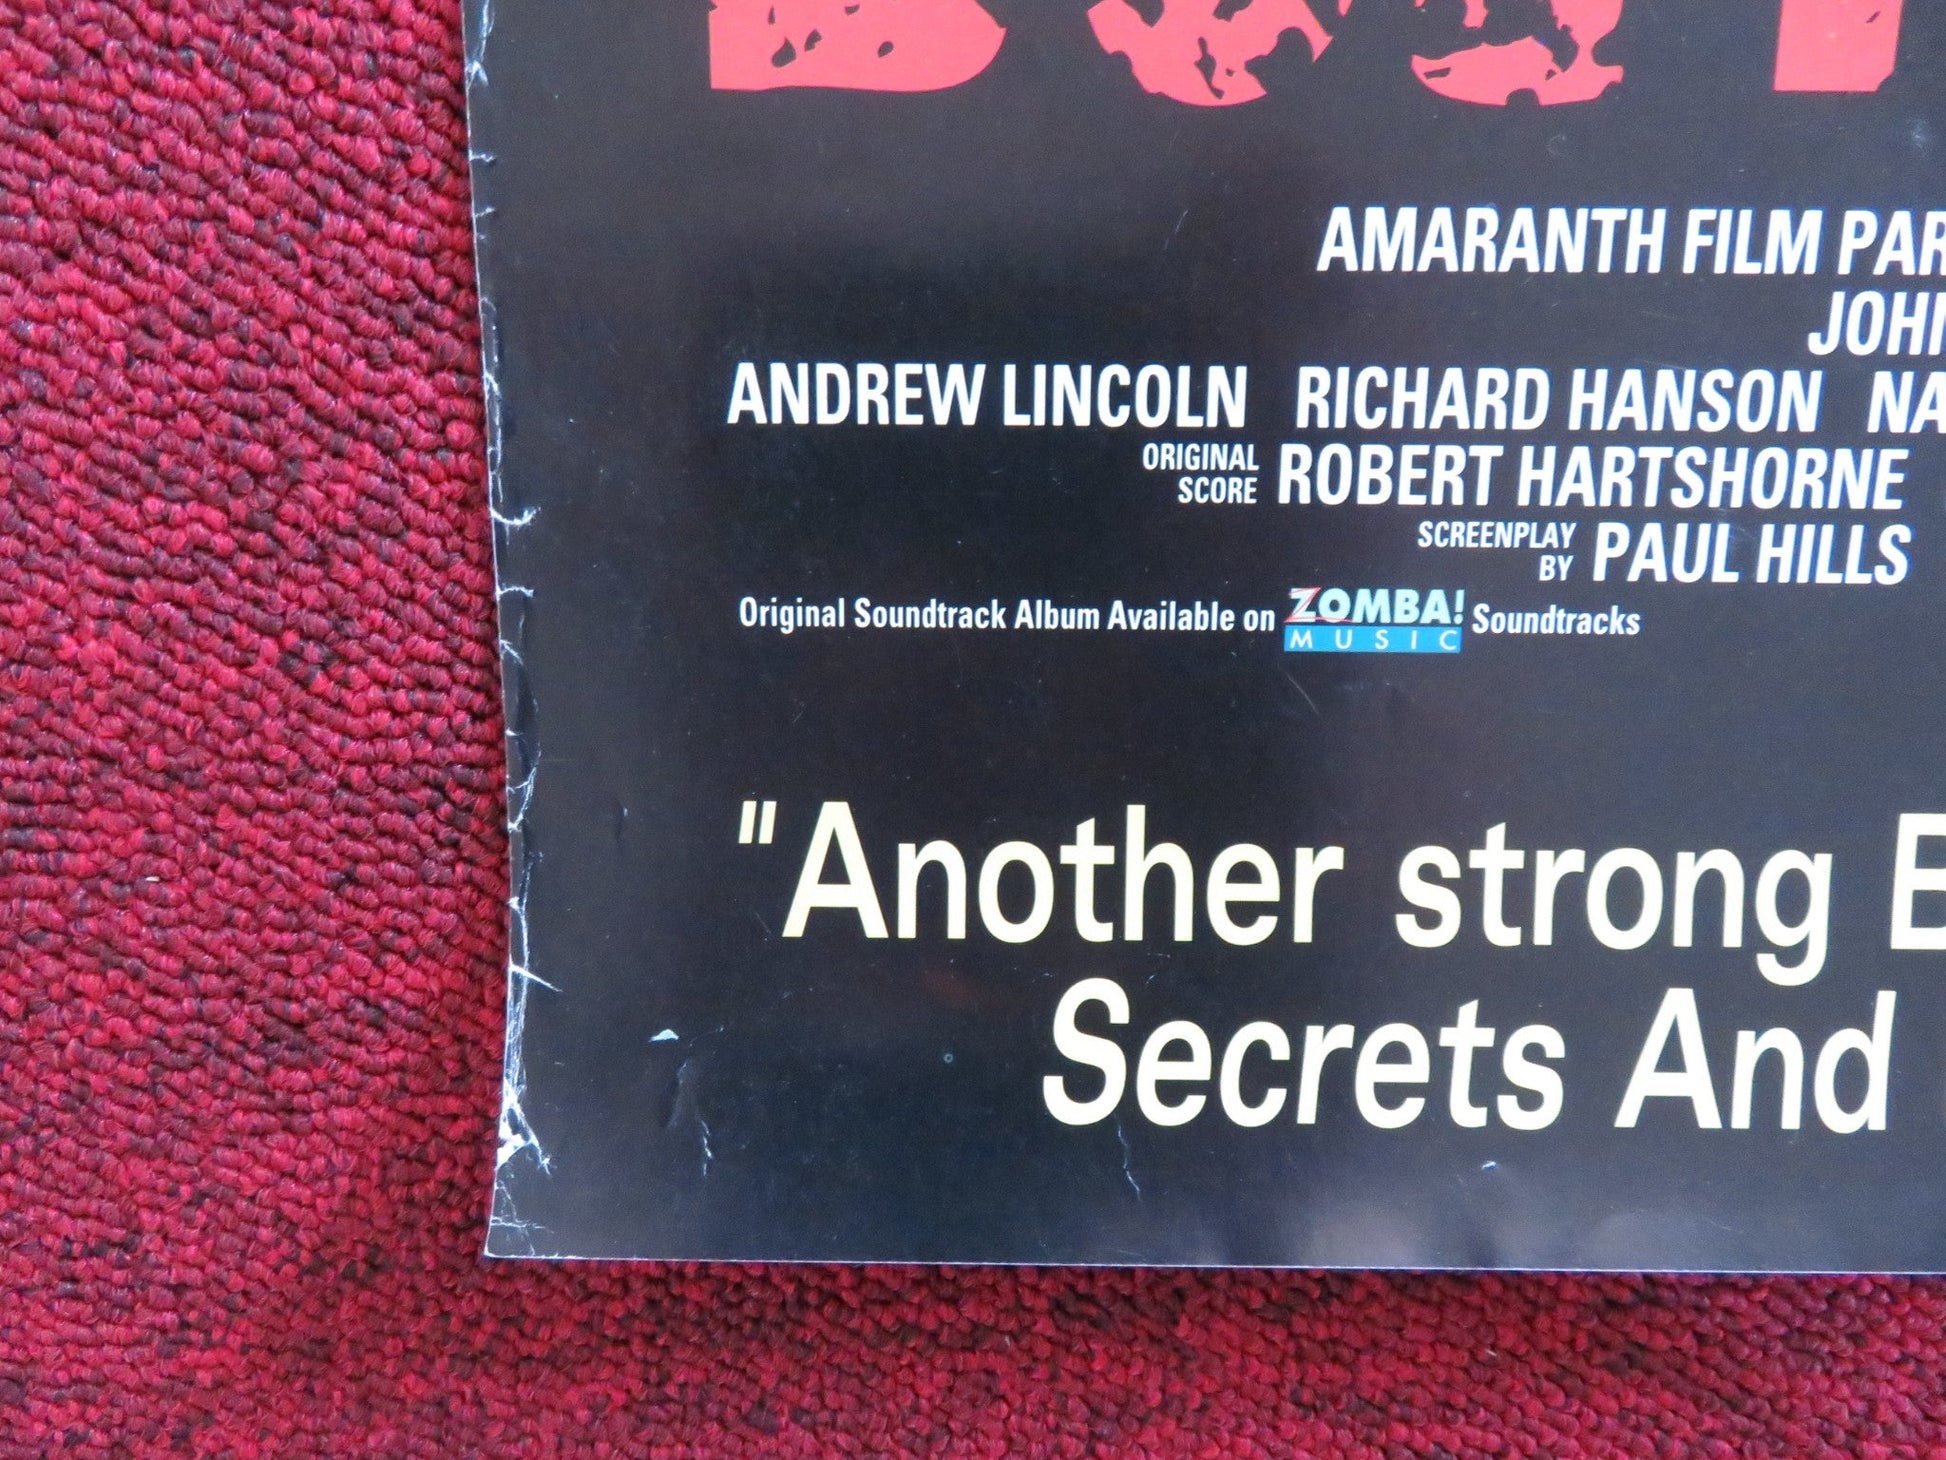 AMARANTH FILM PAR
JOHN
ANDREW LINCOLN RICHARD HANSON NA
ORIGINAL SCORE ROBERT HARTSHORNE
SCREENPLAY BY PAUL HILLS
Original Soundtrack Album Available on ZOMBA! MUSIC Soundtracks
"Another strong B
Secrets And